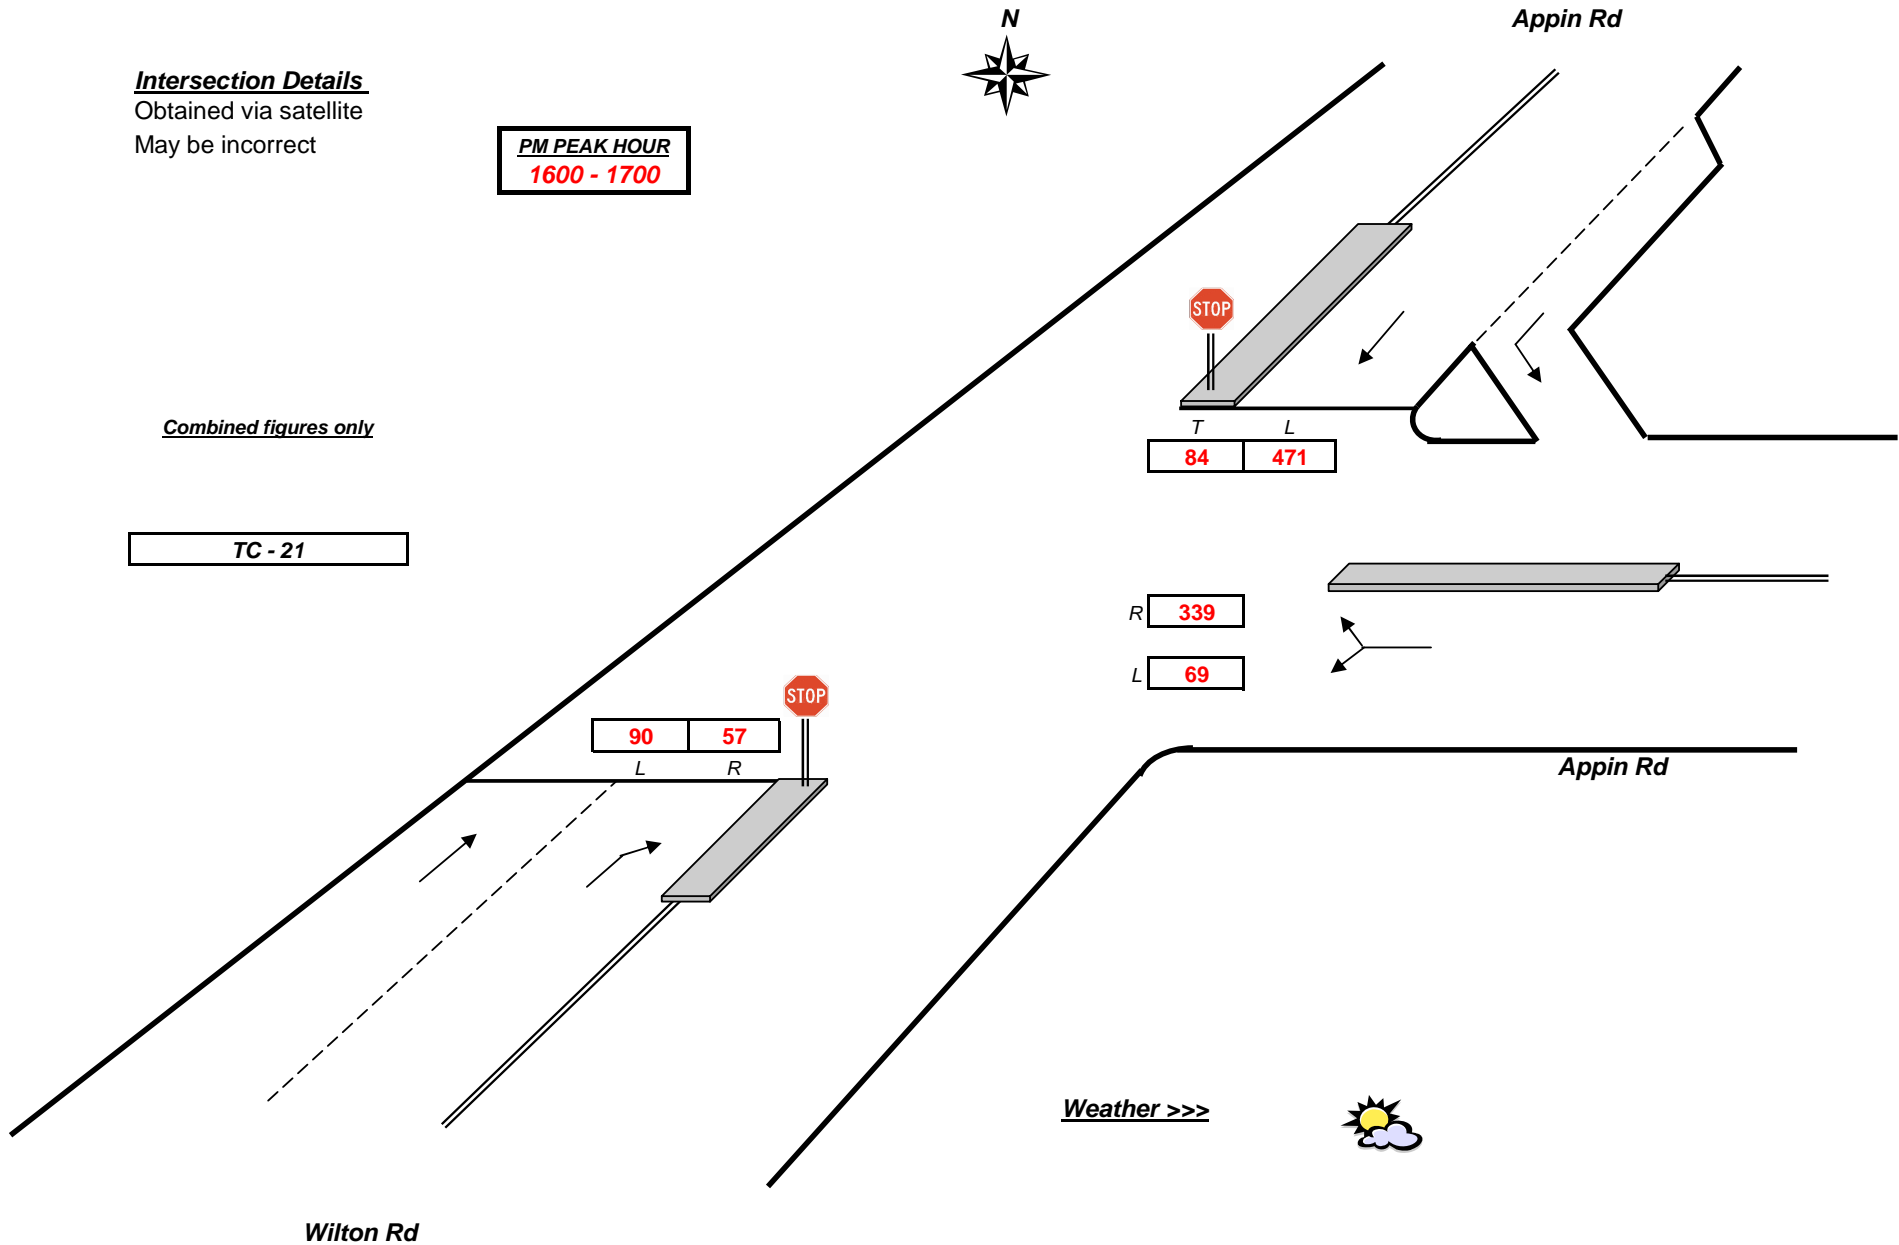 N
Appin Rd
Intersection Details
Obtained via satellite
May be incorrect
PM PEAK HOUR
1600 - 1700
STOP
Combined figures only
T L
84 471
TC - 21
R 339
L 69
STOP
90 57
L R
Appin Rd
Weather >>>
Wilton Rd